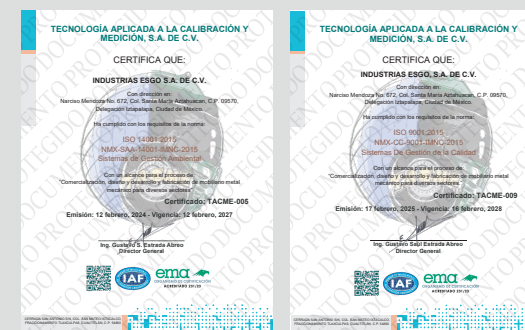 TECNOLOGÍA APLICADA A LA CALIBRACIÓN Y
MEDICIÓN, S.A. DE C.V.
CERTIFICA QUE:
INDUSTRIAS ESGO S.A. DE C.V.
Con dirección en:
Narciso Mendoza No. 672, Col. Santa María Aztahuacan, C.P. 09570,
Delegación Iztapalapa, Ciudad de México.
Ha cumplido con los requisitos de la norma:
ISO 14001:2015
NMX-SAA-14001-IMNC-2015
Sistemas de Gestión Ambiental
Con un alcance para el proceso de:
"Comercialización, diseño y desarrollo y fabricación de mobiliario metal
mecánico para diversos sectores"
Certificado: TACME-005
Emisión: 12 febrero, 2024 - Vigencia: 12 febrero, 2027
Ing. Gustavo S. Estrada Abreo
Director General
IAF
ema
ORGANISMO DE CERTIFICACIÓN
TECNOLOGÍA APLICADA A LA CALIBRACIÓN Y
MEDICIÓN, S.A. DE C.V.
CERTIFICA QUE:
INDUSTRIAS ESGO, S.A. DE C.V.
Con dirección en:
Narciso Mendoza No. 672, Col. Santa María Aztahuacan, C.P. 09570,
Delegación Iztapalapa, Ciudad de México.
Ha cumplido con los requisitos de la norma:
ISO 9001:2015
NMX-CC-9001-IMNC-2015
Sistemas De Gestión de la Calidad
Con un alcance para el proceso de:
"Comercialización, diseño y desarrollo y fabricación de mobiliario metal
mecánico para diversos sectores"
Certificado: TACME-009
Emisión: 17 febrero, 2025 - Vigencia: 16 febrero, 2028
Ing. Gustavo Saúl Estrada Abreo
Director General
IAF
ema
ORGANISMO DE CERTIFICACIÓN